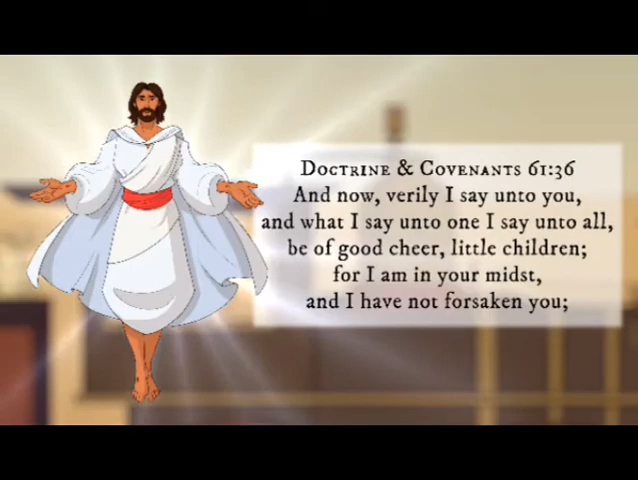 Doctrine & Covenants 61:36
And now, verily I say unto you,
and what I say unto one I say unto all,
be of good cheer, little children;
for I am in your midst,
and I have not forsaken you;